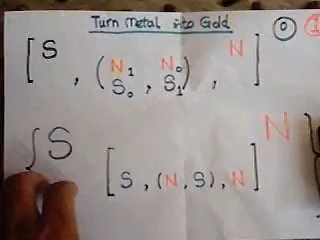 Turn Metal into Gold
0 1
[ S , ( N1 S0 , N0 S1 ) , N ]
∫ S [ S , ( N , S ) , N ] N